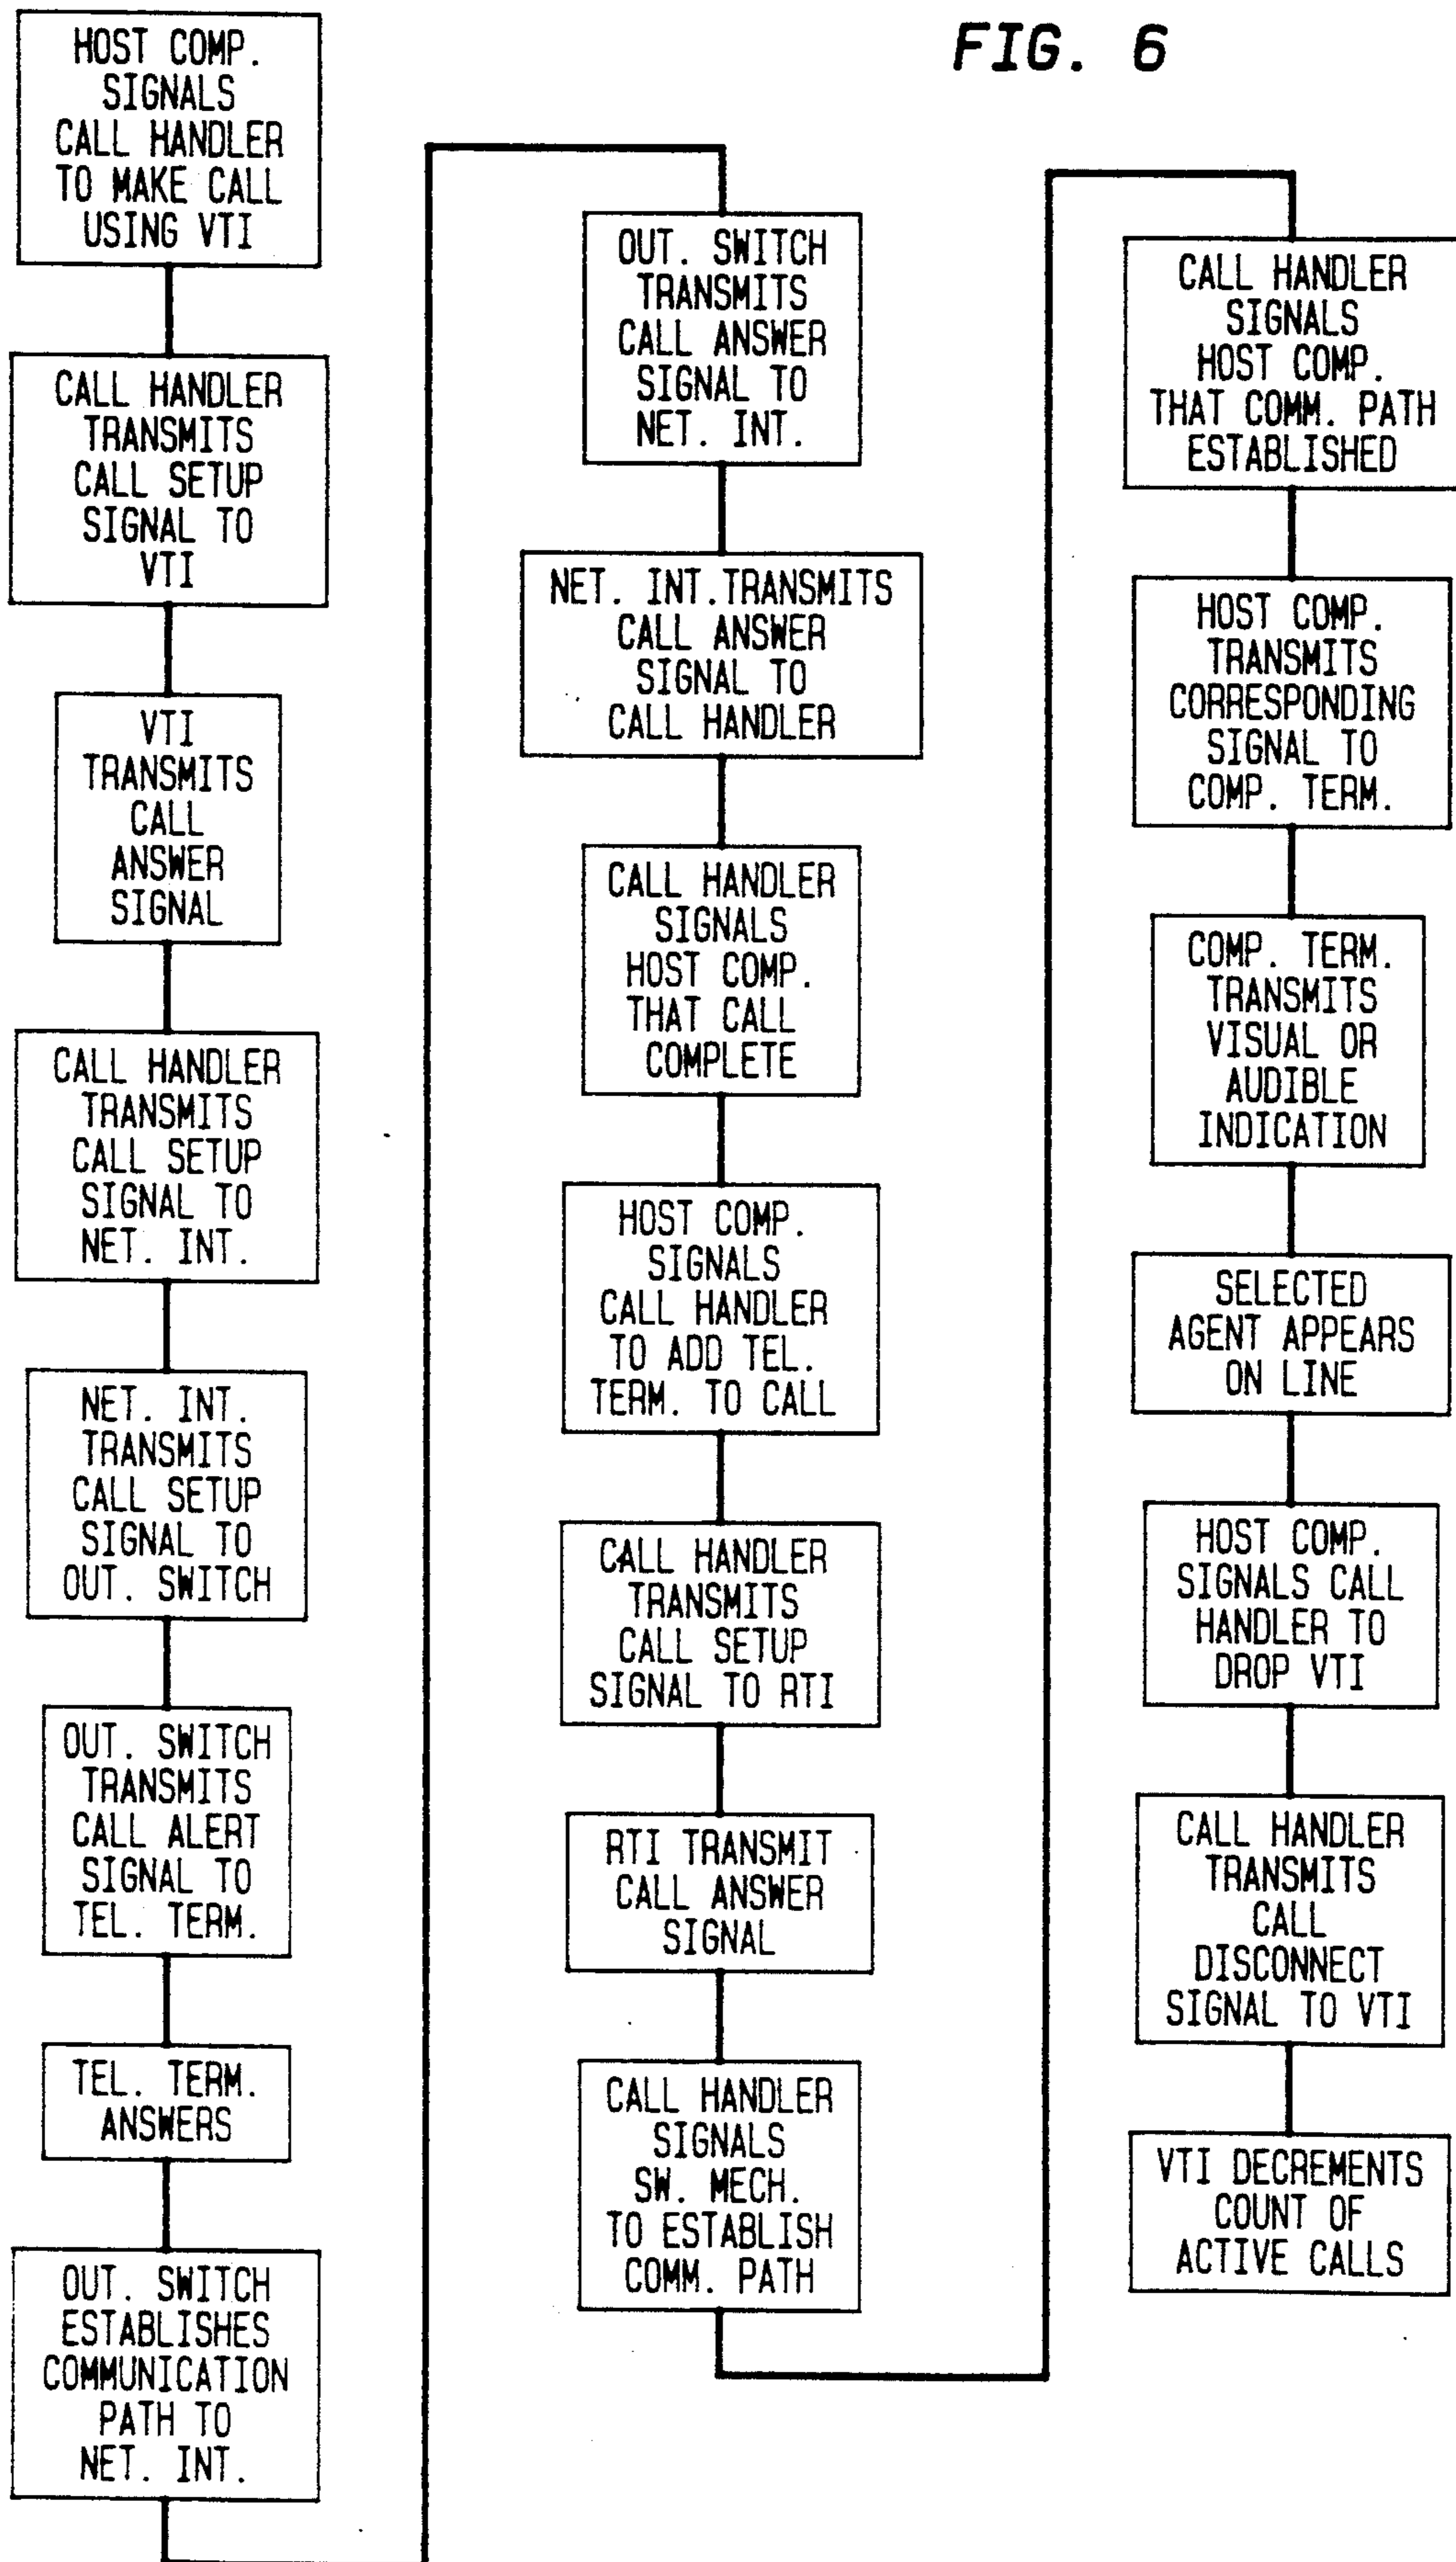 FIG. 6
HOST COMP.
SIGNALS
CALL HANDLER
TO MAKE CALL
USING VTI
CALL HANDLER
TRANSMITS
CALL SETUP
SIGNAL TO
VTI
VTI
TRANSMITS
CALL
ANSWER
SIGNAL
CALL HANDLER
TRANSMITS
CALL SETUP
SIGNAL TO
NET. INT.
NET. INT.
TRANSMITS
CALL SETUP
SIGNAL TO
OUT. SWITCH
OUT. SWITCH
TRANSMITS
CALL ALERT
SIGNAL TO
TEL. TERM.
TEL. TERM.
ANSWERS
OUT. SWITCH
ESTABLISHES
COMMUNICATION
PATH TO
NET. INT.
OUT. SWITCH
TRANSMITS
CALL ANSWER
SIGNAL TO
NET. INT.
NET. INT.TRANSMITS
CALL ANSWER
SIGNAL TO
CALL HANDLER
CALL HANDLER
SIGNALS
HOST COMP.
THAT CALL
COMPLETE
HOST COMP.
SIGNALS
CALL HANDLER
TO ADD TEL.
TERM. TO CALL
CALL HANDLER
TRANSMITS
CALL SETUP
SIGNAL TO RTI
RTI TRANSMIT
CALL ANSWER
SIGNAL
CALL HANDLER
SIGNALS
SW. MECH.
TO ESTABLISH
COMM. PATH
CALL HANDLER
SIGNALS
HOST COMP.
THAT COMM. PATH
ESTABLISHED
HOST COMP.
TRANSMITS
CORRESPONDING
SIGNAL TO
COMP. TERM.
COMP. TERM.
TRANSMITS
VISUAL OR
AUDIBLE
INDICATION
SELECTED
AGENT APPEARS
ON LINE
HOST COMP.
SIGNALS CALL
HANDLER TO
DROP VTI
CALL HANDLER
TRANSMITS
CALL
DISCONNECT
SIGNAL TO VTI
VTI DECREMENTS
COUNT OF
ACTIVE CALLS